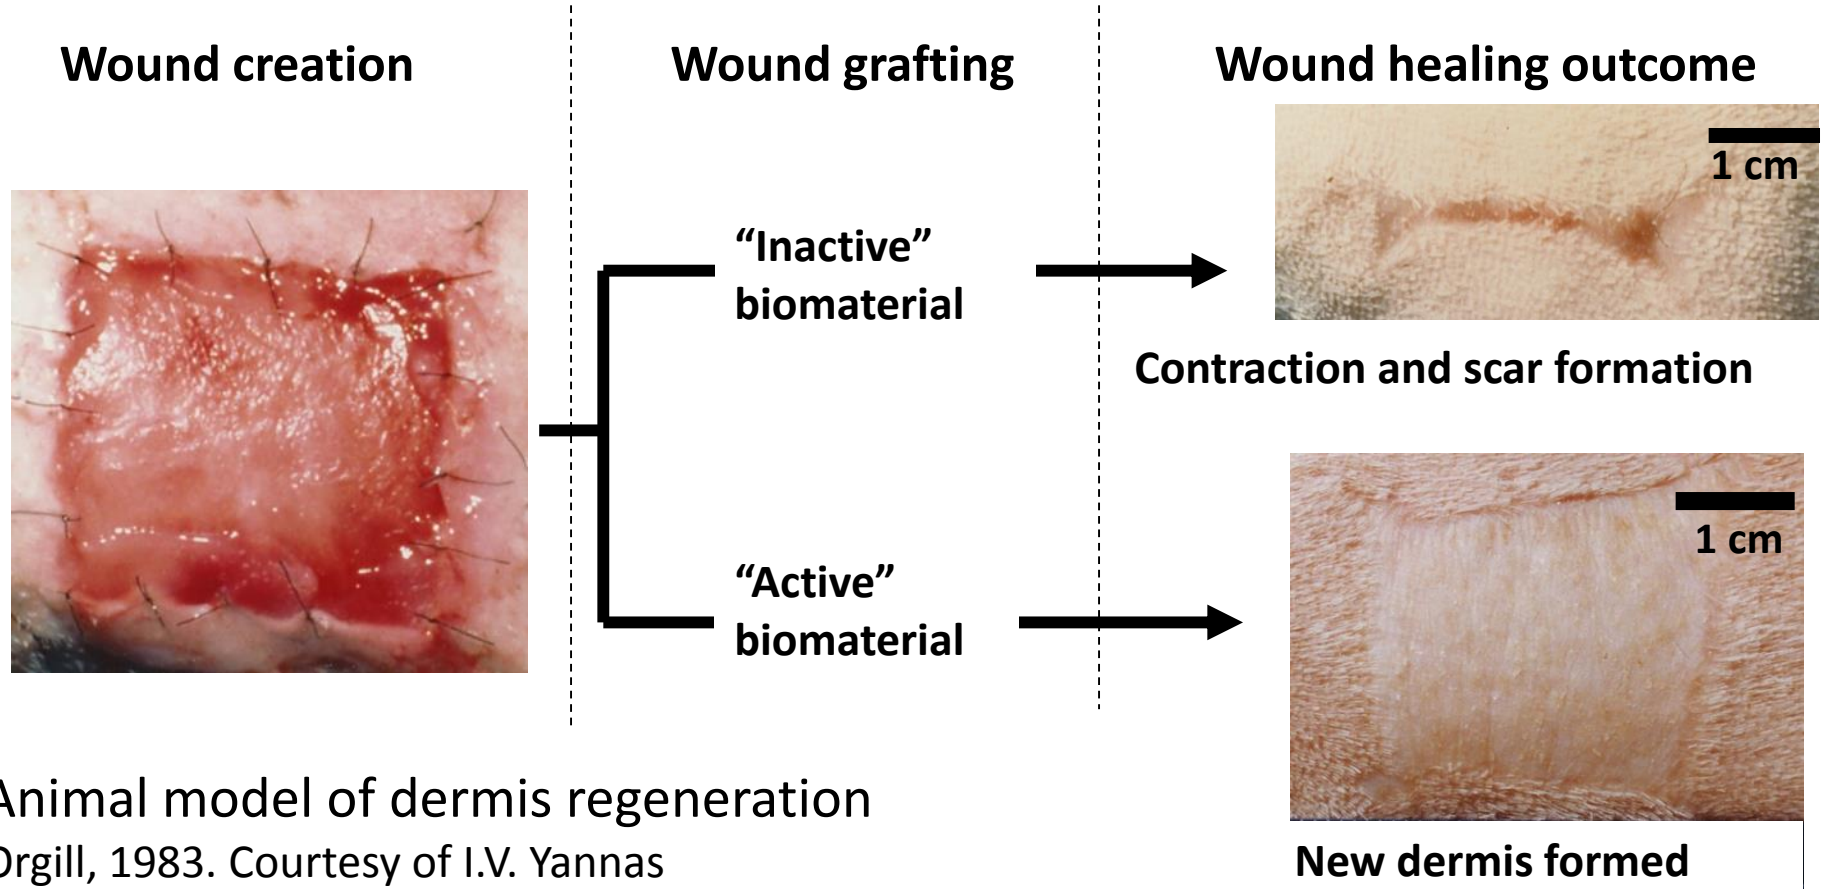 Wound creation
Wound grafting
Wound healing outcome
1 cm
“Inactive”
biomaterial
Contraction and scar formation
“Active”
biomaterial
1 cm
Animal model of dermis regeneration
Orgill, 1983. Courtesy of I.V. Yannas
New dermis formed